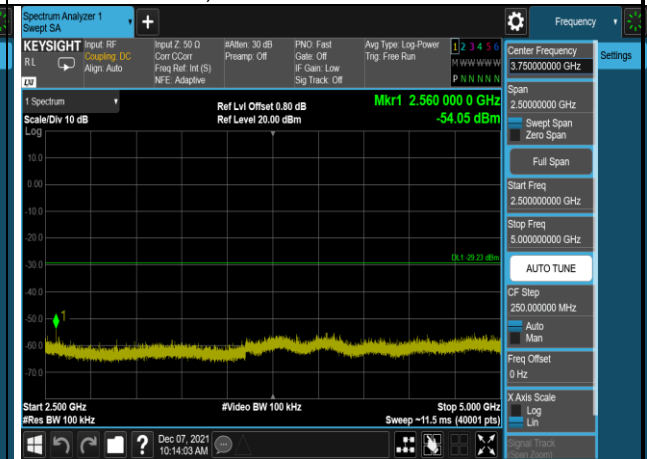 Spectrum Analyzer 1
Swept SA
Frequency
Settings
KEYSIGHT
RL
LXI
Input: RF
Coupling: DC
Align: Auto
Input Z: 50 Ω
Corr CCorr
Freq Ref: Int (S)
NFE: Adaptive
#Atten: 30 dB
Preamp: Off
PNO: Fast
Gate: Off
IF Gain: Low
Sig Track: Off
Avg Type: Log-Power
Trig: Free Run
1 2 3 4 5 6
M W W W W W
P N N N N N
1 Spectrum
Scale/Div 10 dB
Log
Ref Lvl Offset 0.80 dB
Ref Level 20.00 dBm
Mkr1 2.560 000 0 GHz
-54.05 dBm
10.0
0.00
-10.0
-20.0
-30.0
-40.0
-50.0
-60.0
-70.0
DL1 -29.23 dBm
1
Start 2.500 GHz
#Res BW 100 kHz
#Video BW 100 kHz
Stop 5.000 GHz
Sweep ~11.5 ms (40001 pts)
Dec 07, 2021
10:14:03 AM
Center Frequency
3.750000000 GHz
Span
2.50000000 GHz
Swept Span
Zero Span
Full Span
Start Freq
2.500000000 GHz
Stop Freq
5.000000000 GHz
AUTO TUNE
CF Step
250.000000 MHz
Auto
Man
Freq Offset
0 Hz
X Axis Scale
Log
Lin
Signal Track
(Span Zoom)